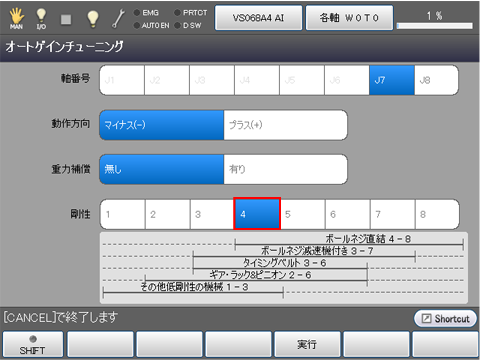 MAN I/O EMG AUTOEN PRTCT DSW VS068A4 AI 各軸 W0T0 1 %
オートゲインチューニング
軸番号 J1 J2 J3 J4 J5 J6 J7 J8
動作方向 マイナス(-) プラス(+)
重力補償 無し 有り
剛性 1 2 3 4 5 6 7 8
ボールネジ直結 4 - 8
ボールネジ減速機付き 3 - 7
タイミングベルト 3 - 6
ギア・ラック&ピニオン 2 - 6
その他低剛性の機械 1 - 3
[CANCEL]で終了します Shortcut
SHIFT 実行